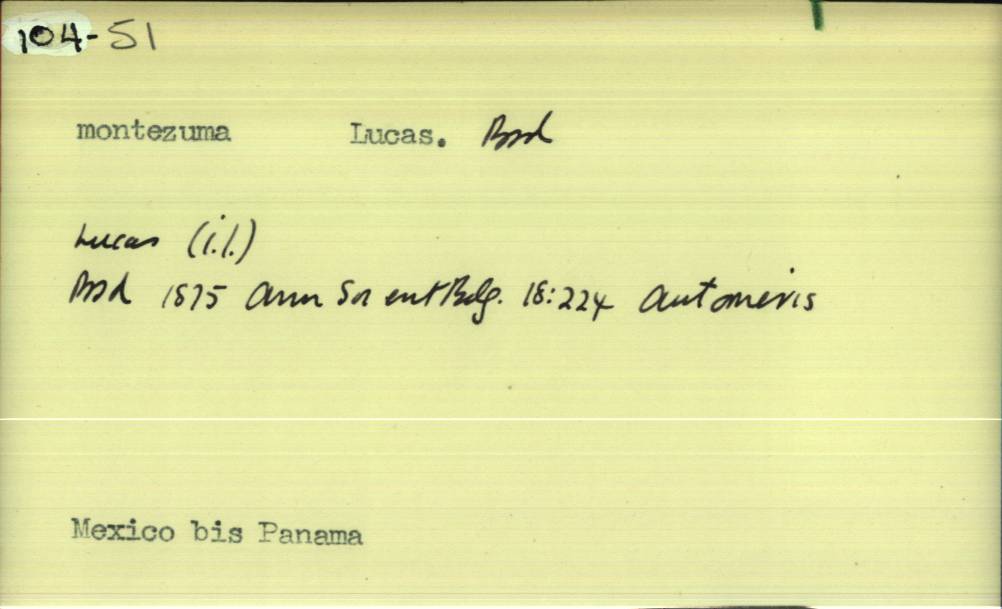 104-51
montezuma Lucas. Bsd
Lucas (i.l.)
Bsd 1875 Ann Soc ent Belg. 18:224 Automeris
Mexico bis Panama